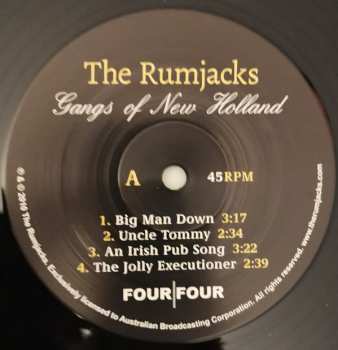 The Rumjacks
Gangs of New Holland
A
45RPM
1. Big Man Down 3:17
2. Uncle Tommy 2:34
3. An Irish Pub Song 3:22
4. The Jolly Executioner 2:39
FOUR|FOUR
℗ & © 2010 The Rumjacks. Exclusively licensed to Australian Broadcasting Corporation. All rights reserved. www.therumjacks.com